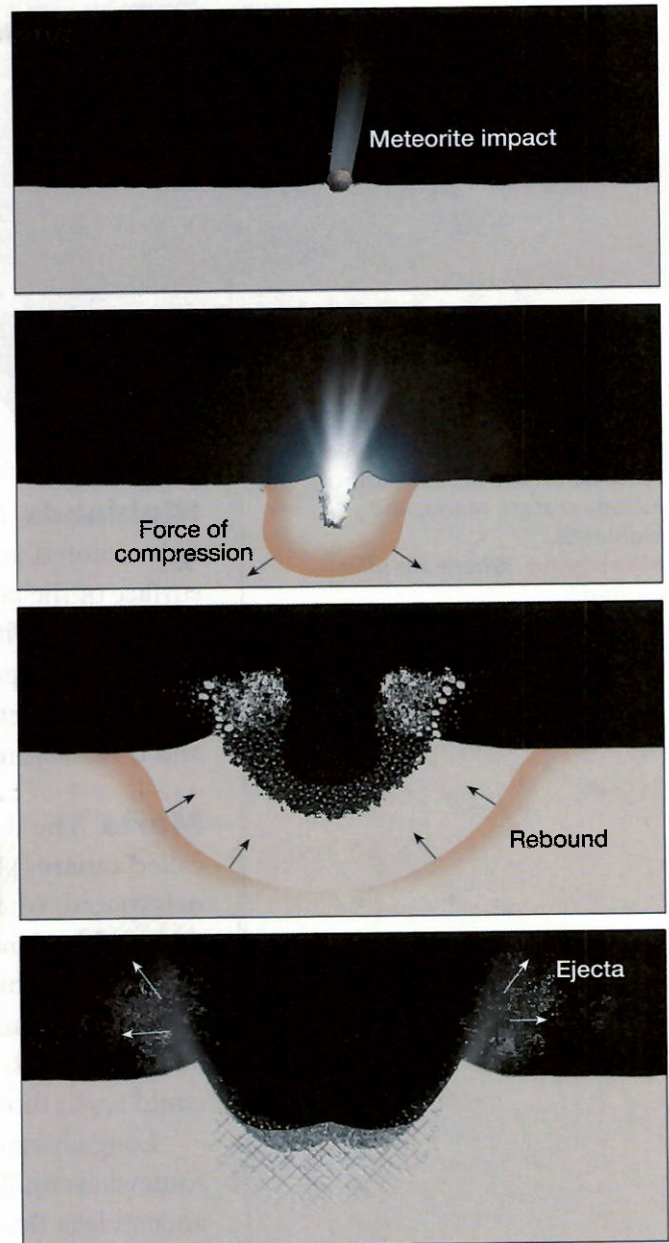 Meteorite impact
Force of
compression
Rebound
Ejecta